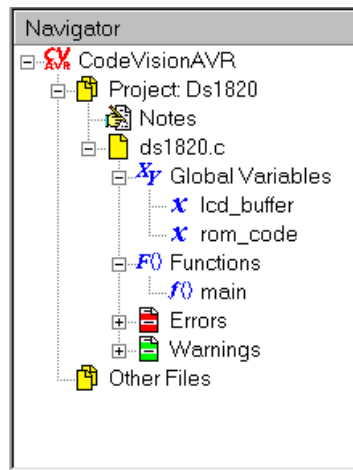 Navigator
CodeVisionAVR
Project: Ds1820
Notes
ds1820.c
Global Variables
lcd_buffer
rom_code
Functions
main
Errors
Warnings
Other Files